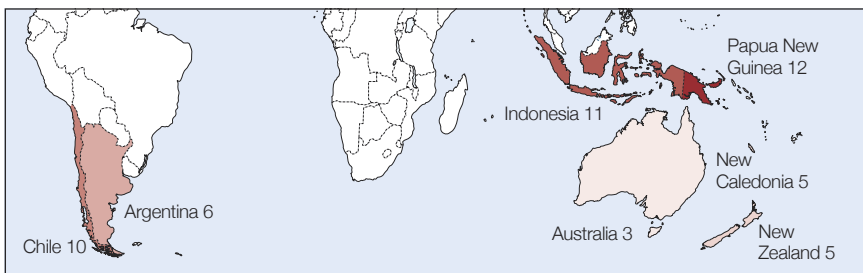 Papua New
Guinea 12
Indonesia 11
New
Caledonia 5
Argentina 6
Australia 3
New
Zealand 5
Chile 10